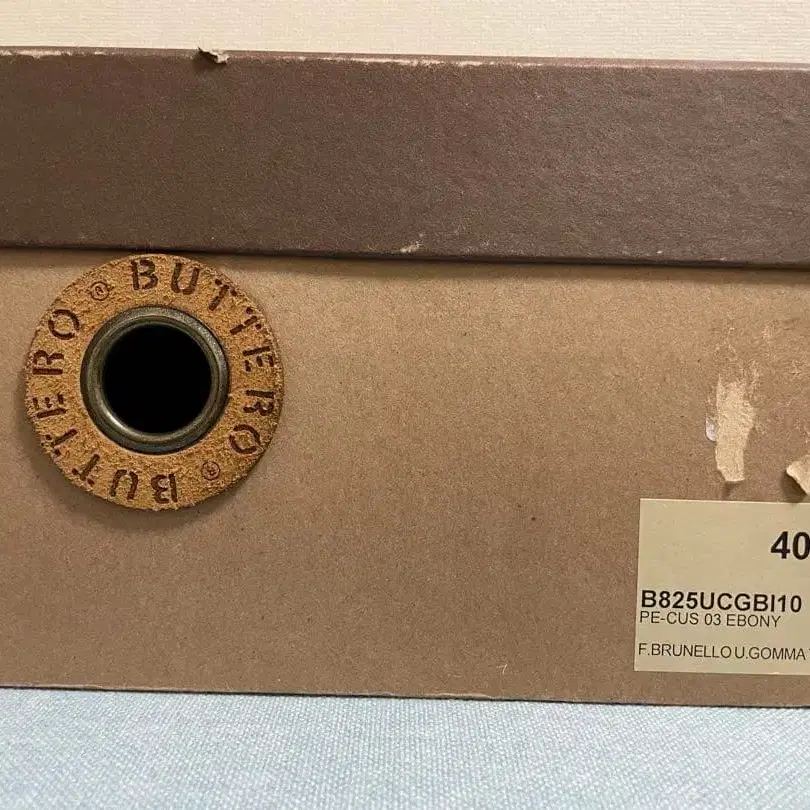 BUTTERO ® BUTTERO ®
40
B825UCGBI10
PE-CUS 03 EBONY
F.BRUNELLO U.GOMMA